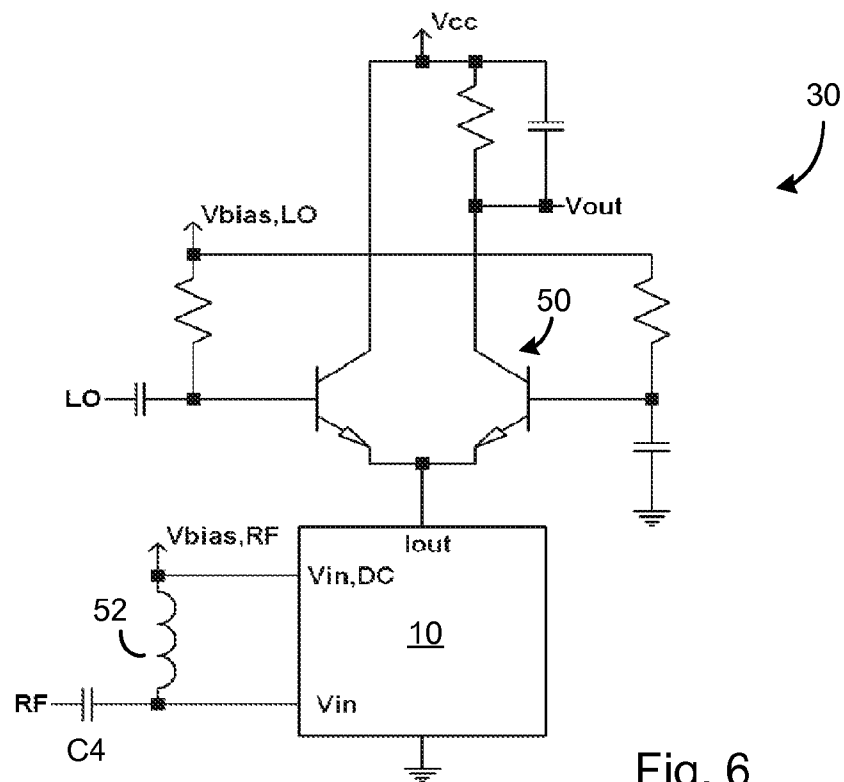 Vcc
30
Vout
Vbias,LO
50
LO
Vbias,RF
Iout
Vin,DC
52
10
RF
Vin
C4
Fig. 6